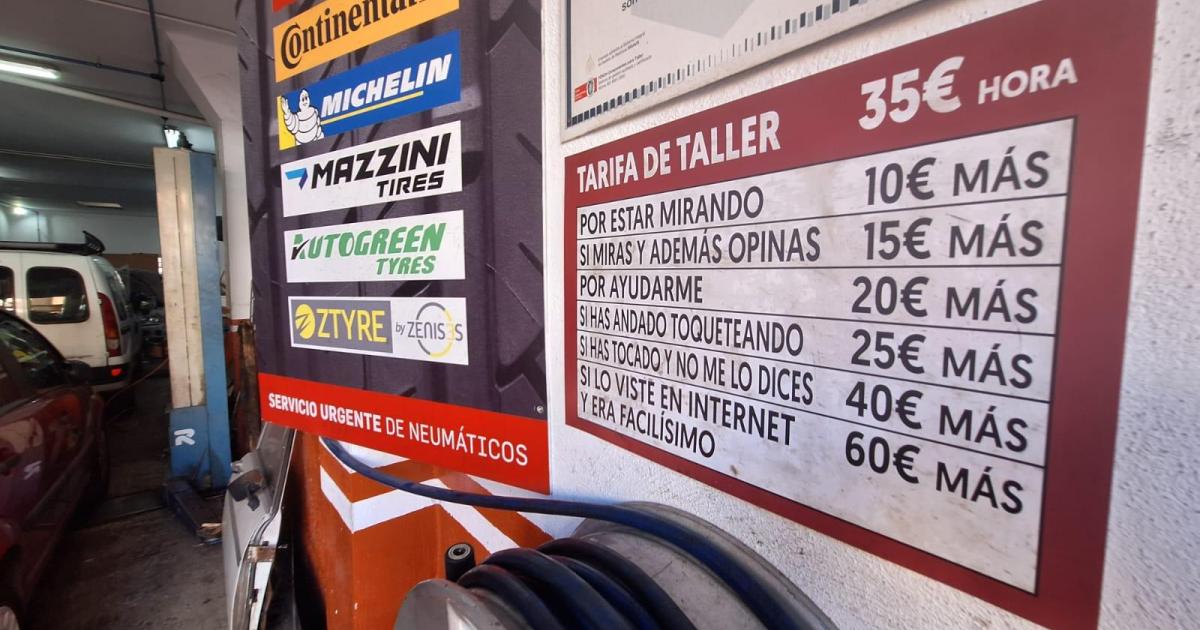 Continental
MICHELIN
MAZZINI
TIRES
AUTOGREEN
TYRES
ZTYRE by ZENISES
SERVICIO URGENTE DE NEUMÁTICOS
TARIFA DE TALLER 35€ HORA
POR ESTAR MIRANDO 10€ MÁS
SI MIRAS Y ADEMÁS OPINAS 15€ MÁS
POR AYUDARME 20€ MÁS
SI HAS ANDADO TOQUETEANDO 25€ MÁS
SI HAS TOCADO Y NO ME LO DICES 40€ MÁS
SI LO VISTE EN INTERNET
Y ERA FACILÍSIMO 60€ MÁS